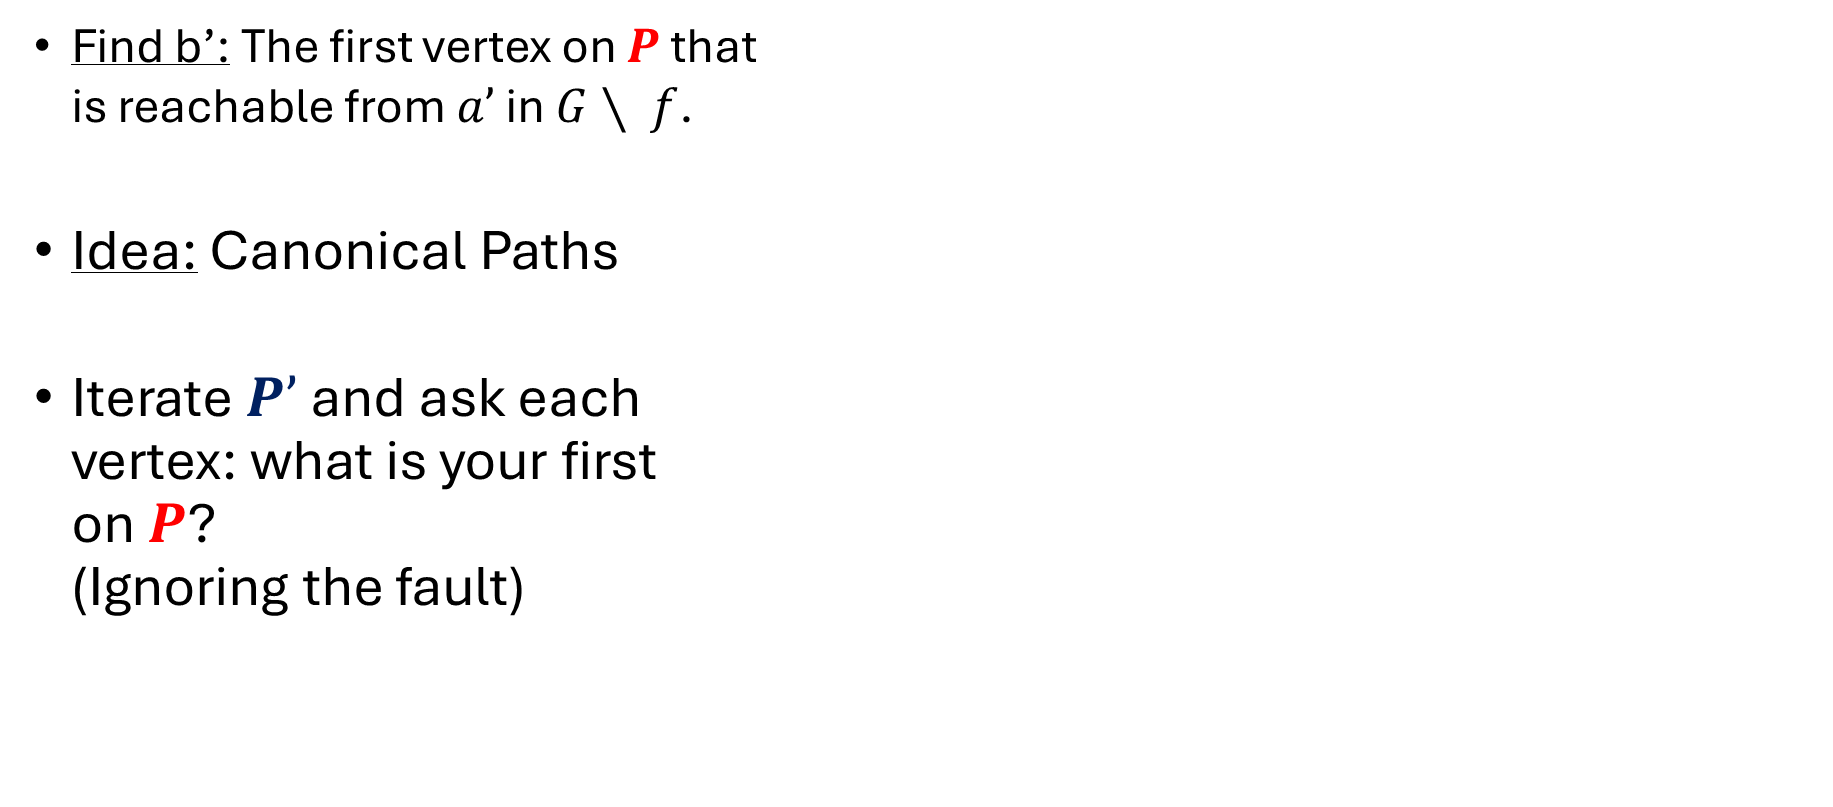 • Find b’: The first vertex on P that
is reachable from a’ in G \ f.
• Idea: Canonical Paths
• Iterate P’ and ask each
vertex: what is your first
on P?
(Ignoring the fault)